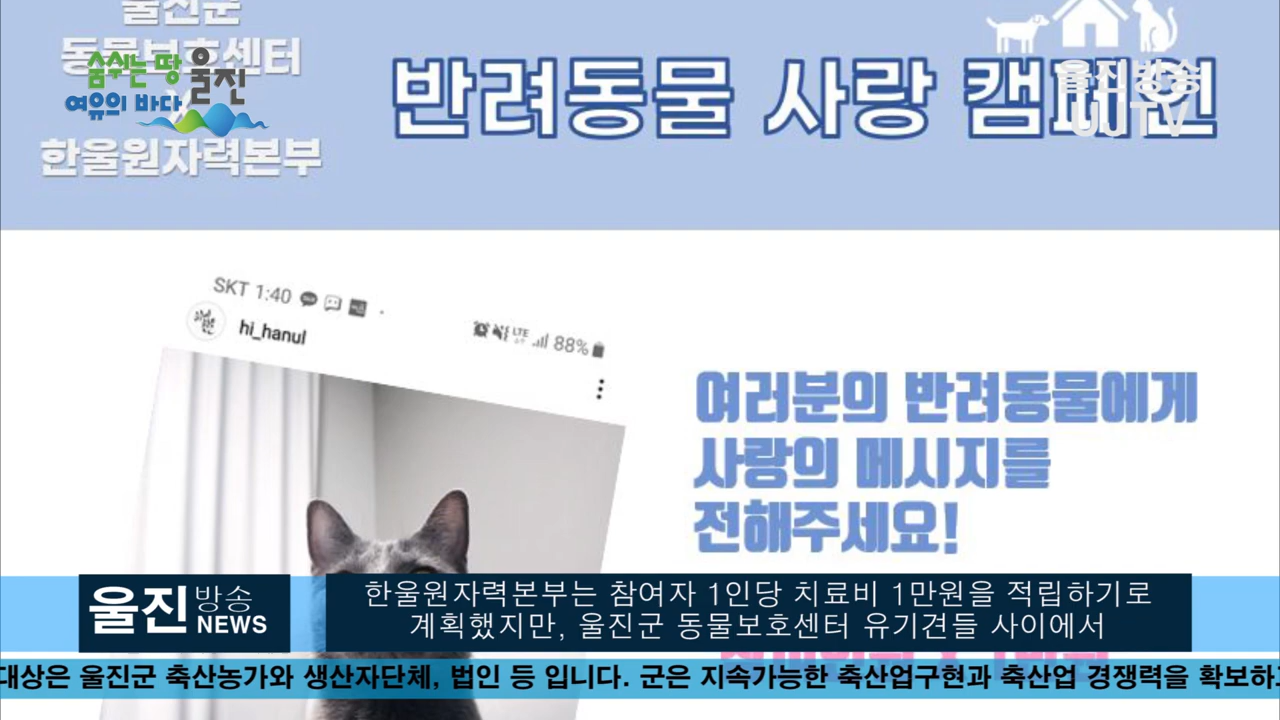 울진군
동물보호센터
한울원자력본부
숨쉬는 땅
여유의 바다
울진
반려동물 사랑 캠페인
울진방송
UJTV
SKT 1:40
LTE
88%
hi_hanul
여러분의 반려동물에게
사랑의 메시지를
전해주세요!
울진 방송
NEWS
한울원자력본부는 참여자 1인당 치료비 1만원을 적립하기로
계획했지만, 울진군 동물보호센터 유기견들 사이에서
대상은 울진군 축산농가와 생산자단체, 법인 등 입니다. 군은 지속가능한 축산업구현과 축산업 경쟁력을 확보하